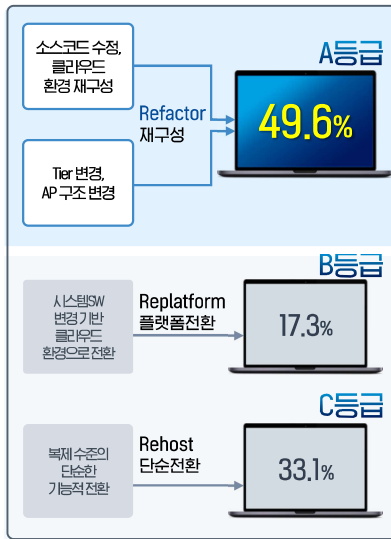 A등급
소스코드 수정,
클라우드
환경 재구성
Refactor
재구성
49.6%
Tier 변경,
AP 구조 변경
B등급
시스템SW
변경 기반
클라우드
환경으로 전환
Replatform
플랫폼전환
17.3%
C등급
복제 수준의
단순한
기능적 전환
Rehost
단순전환
33.1%